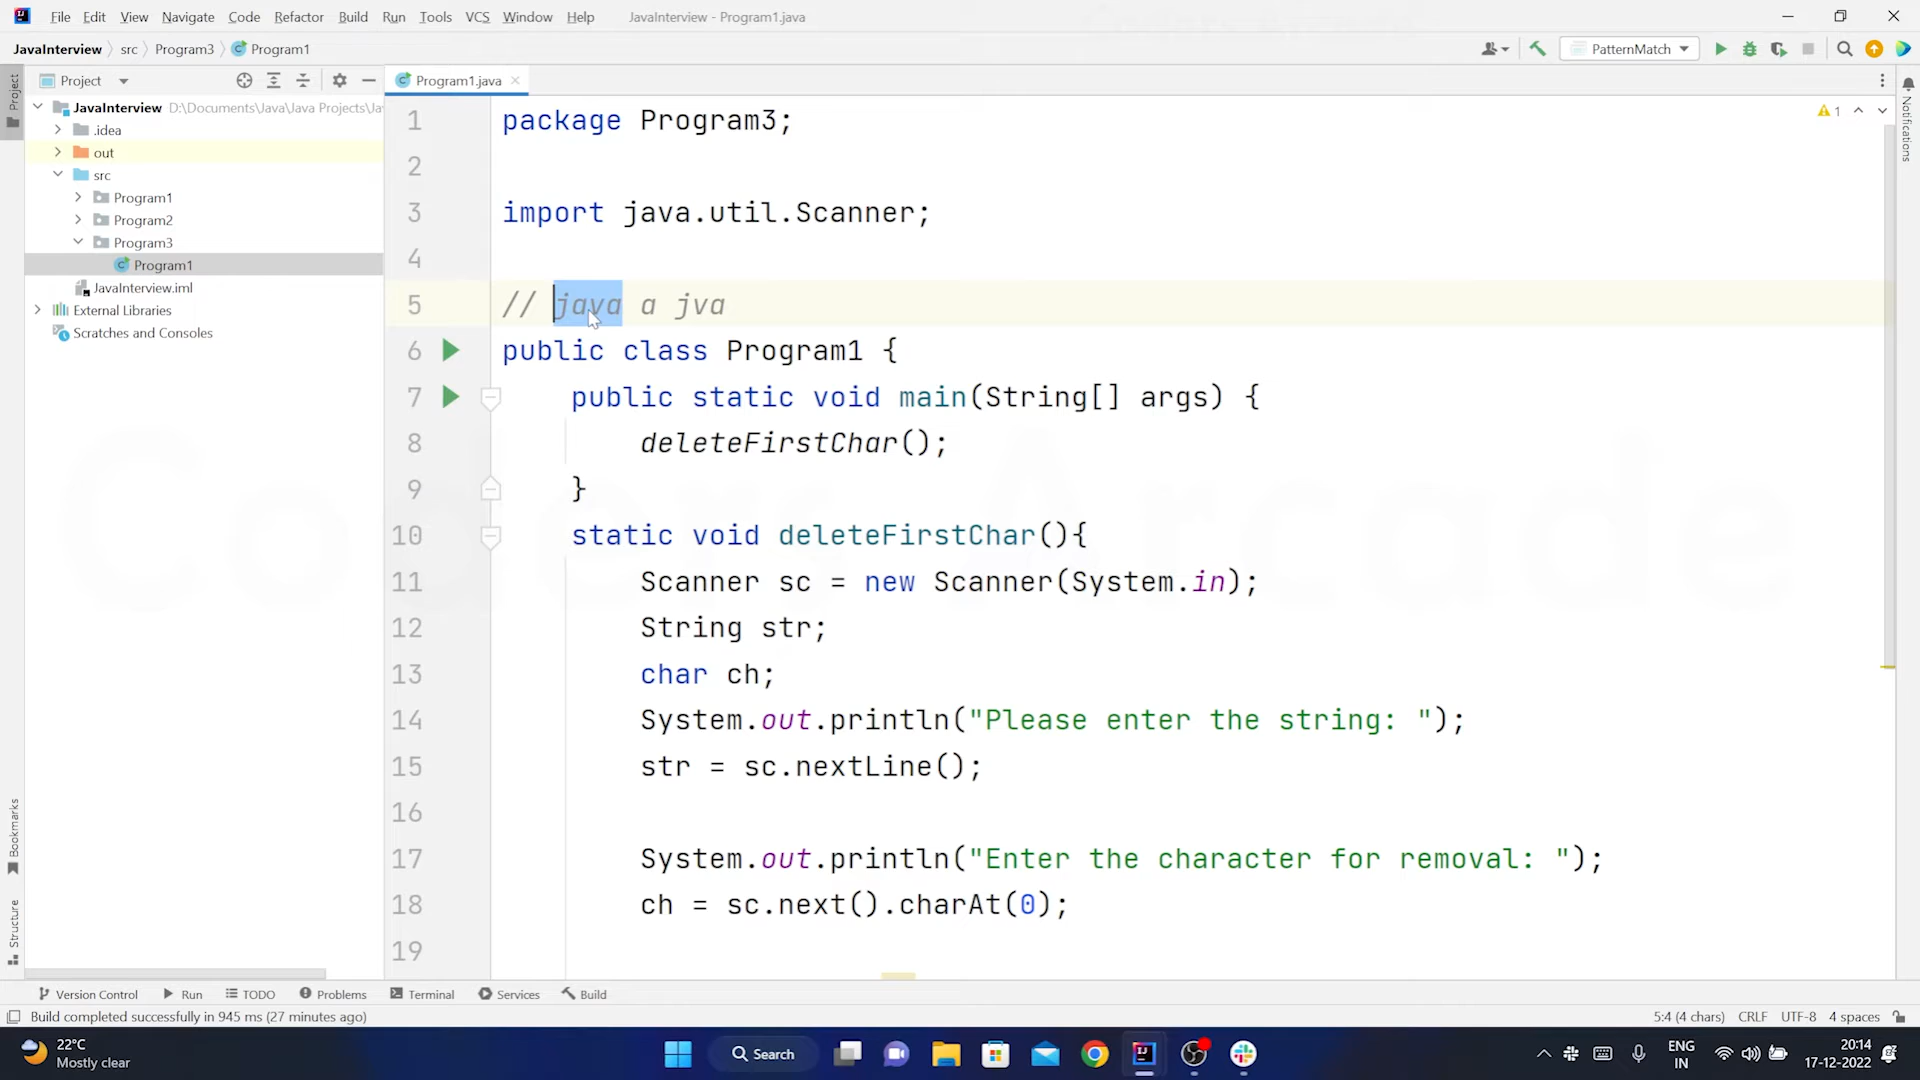 File Edit View Navigate Code Refactor Build Run Tools VCS Window Help JavaInterview - Program1.java
JavaInterview src Program3 Program1 PatternMatch
Project Program1.java
Project
Notifications
JavaInterview D:\Documents\Java\Java Projects\Ja
.idea
out
src
Program1
Program2
Program3
Program1
JavaInterview.iml
External Libraries
Scratches and Consoles
1
1 package Program3;
2
3 import java.util.Scanner;
4
5 // java a jva
6 public class Program1 {
7 public static void main(String[] args) {
8 deleteFirstChar();
9 }
10 static void deleteFirstChar(){
11 Scanner sc = new Scanner(System.in);
12 String str;
13 char ch;
14 System.out.println("Please enter the string: ");
15 str = sc.nextLine();
16
17 System.out.println("Enter the character for removal: ");
18 ch = sc.next().charAt(0);
19
Coders Arcade
Bookmarks
Structure
Version Control Run TODO Problems Terminal Services Build
Build completed successfully in 945 ms (27 minutes ago) 5:4 (4 chars) CRLF UTF-8 4 spaces
22°C
Mostly clear
Search
ENG
IN
20:14
17-12-2022